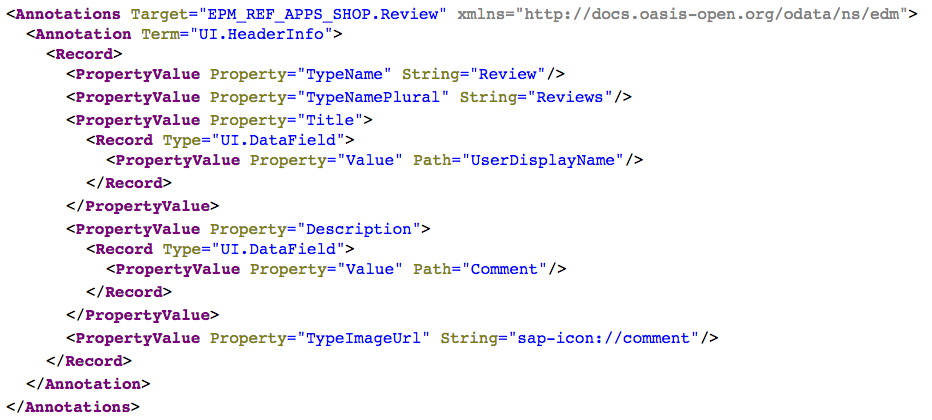 <Annotations Target="EPM_REF_APPS_SHOP.Review" xmlns="http://docs.oasis-open.org/odata/ns/edm">
<Annotation Term="UI.HeaderInfo">
<Record>
<PropertyValue Property="TypeName" String="Review"/>
<PropertyValue Property="TypeNamePlural" String="Reviews"/>
<PropertyValue Property="Title">
<Record Type="UI.DataField">
<PropertyValue Property="Value" Path="UserDisplayName"/>
</Record>
</PropertyValue>
<PropertyValue Property="Description">
<Record Type="UI.DataField">
<PropertyValue Property="Value" Path="Comment"/>
</Record>
</PropertyValue>
<PropertyValue Property="TypeImageUrl" String="sap-icon://comment"/>
</Record>
</Annotation>
</Annotations>